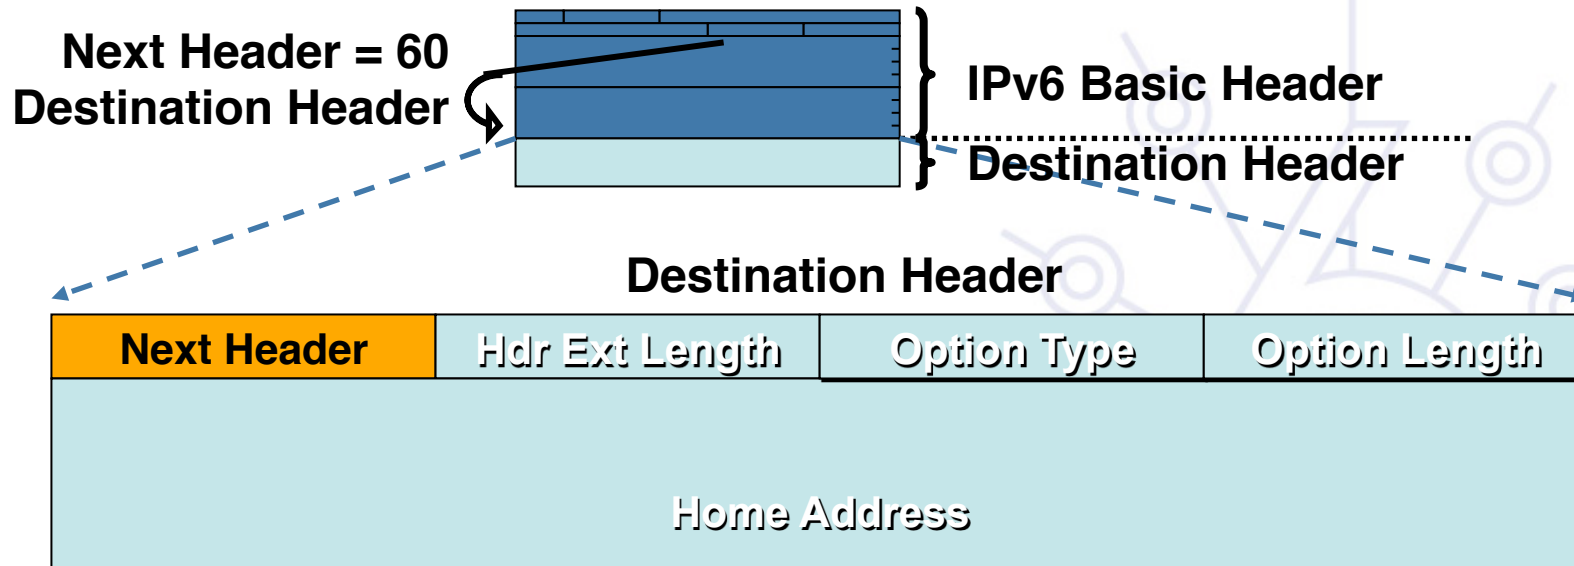 Next Header = 60
Destination Header
IPv6 Basic Header
Destination Header
Destination Header
Next Header
Hdr Ext Length
Option Type
Option Length
Home Address